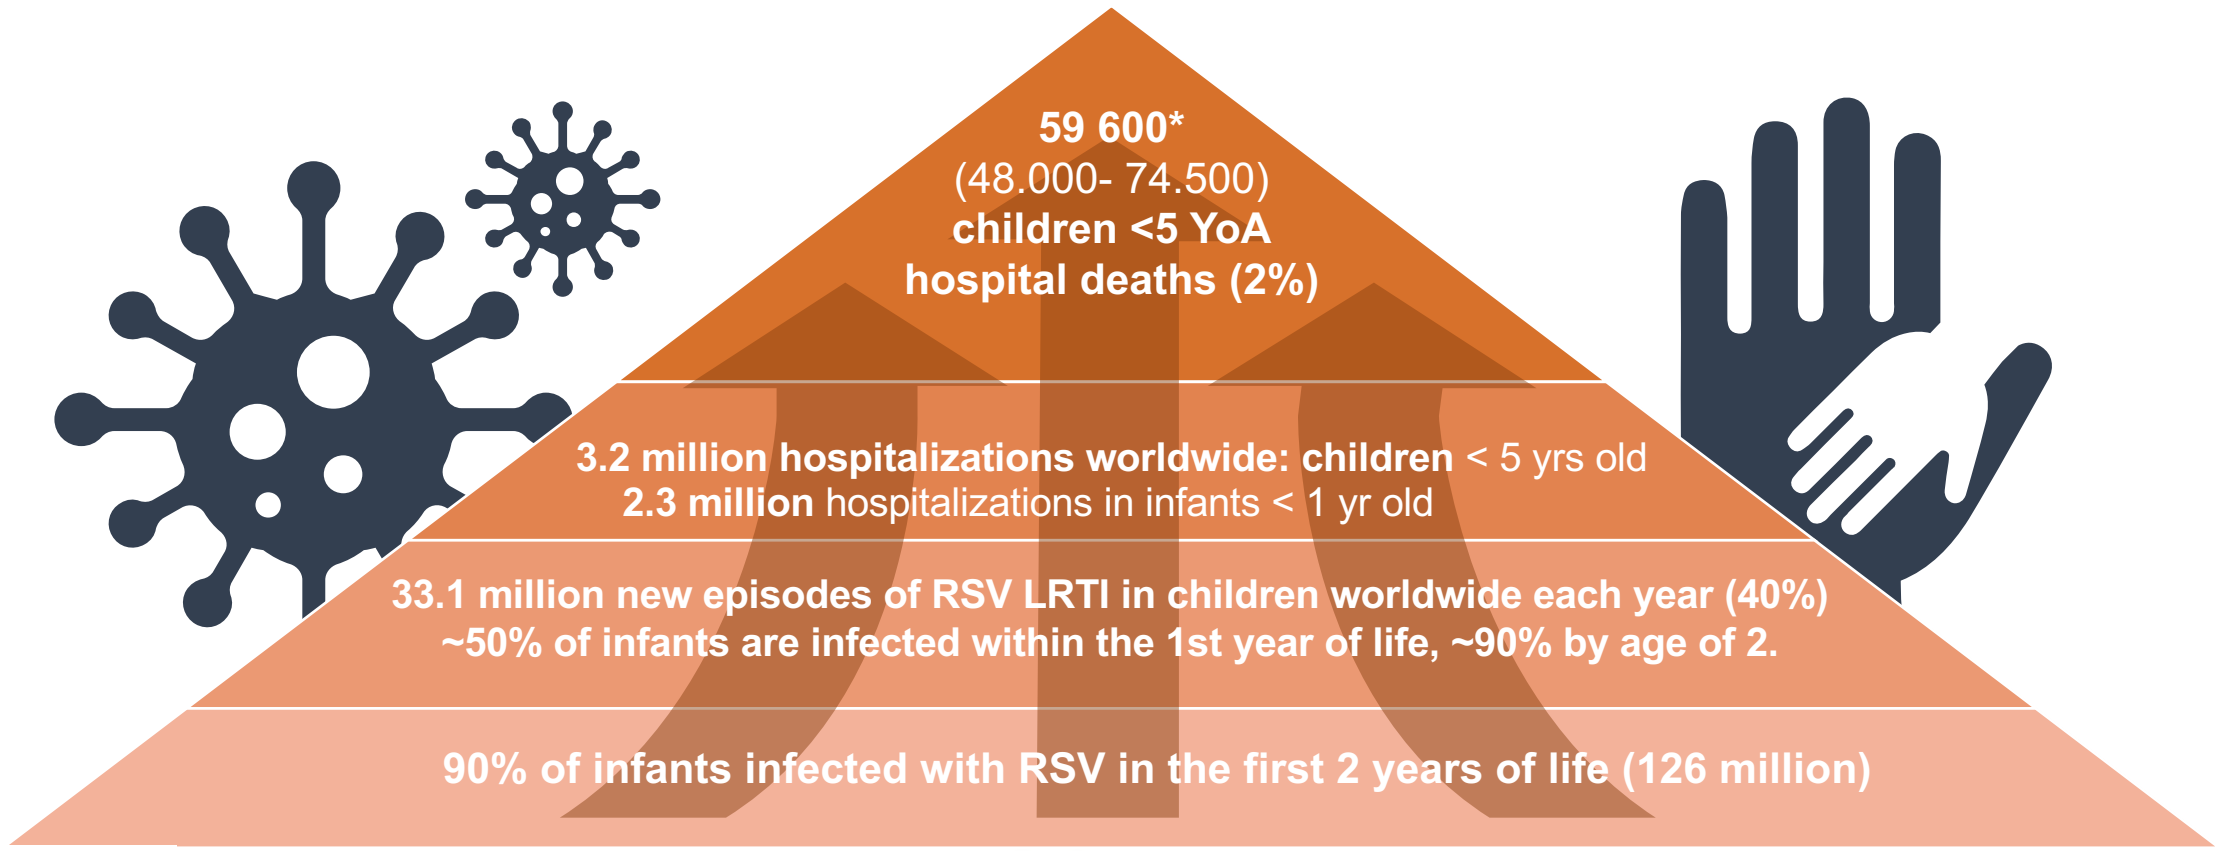 59 600*
(48.000- 74.500)
children <5 YoA
hospital deaths (2%)
3.2 million hospitalizations worldwide: children < 5 yrs old
2.3 million hospitalizations in infants < 1 yr old
33.1 million new episodes of RSV LRTI in children worldwide each year (40%)
~50% of infants are infected within the 1st year of life, ~90% by age of 2.
90% of infants infected with RSV in the first 2 years of life (126 million)